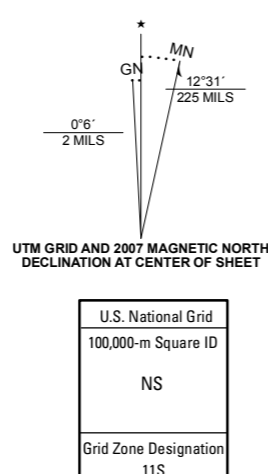 ★
MN
GN
12°31´
225 MILS
0°6´
2 MILS
UTM GRID AND 2007 MAGNETIC NORTH
DECLINATION AT CENTER OF SHEET
U.S. National Grid
100,000-m Square ID
NS
Grid Zone Designation
11S